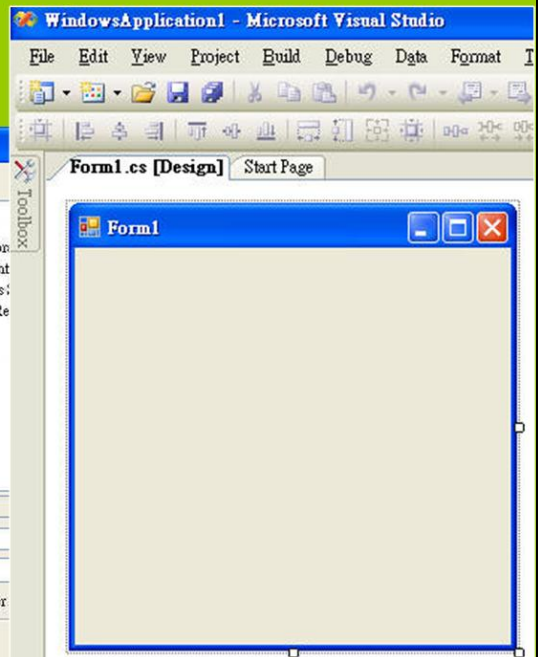 WindowsApplication1 - Microsoft Visual Studio
File Edit View Project Build Debug Data Format T
Form1.cs [Design] Start Page
Toolbox
Form1